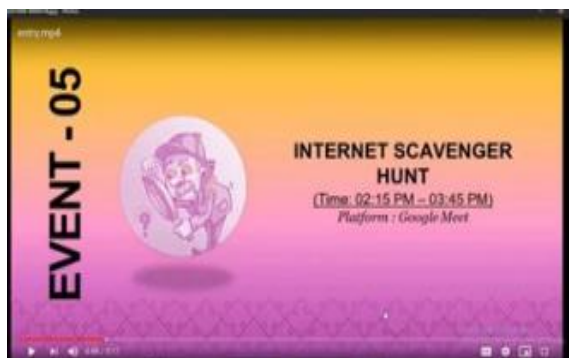 entry.mp4
EVENT - 05
INTERNET SCAVENGER
HUNT
(Time: 02:15 PM – 03:45 PM)
Platform : Google Meet